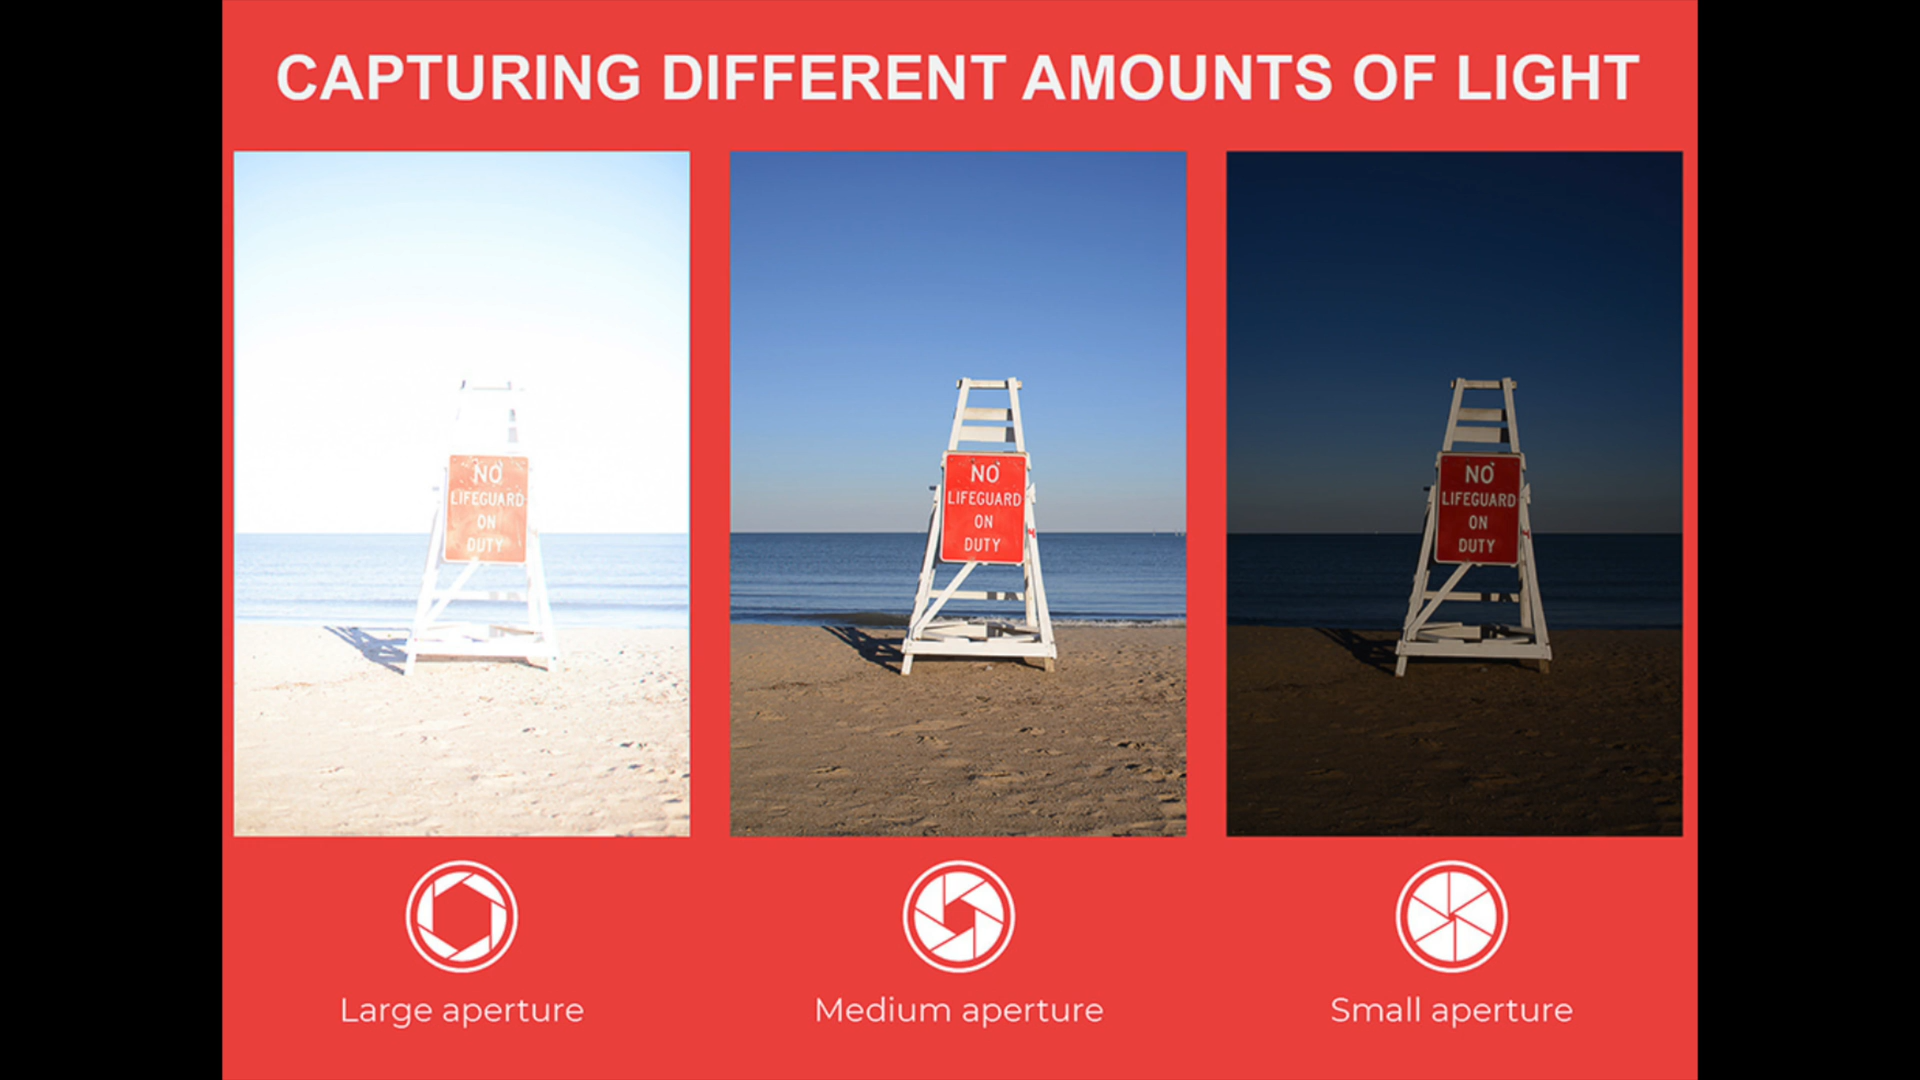 CAPTURING DIFFERENT AMOUNTS OF LIGHT
NO
LIFEGUARD
ON
DUTY
NO
LIFEGUARD
ON
DUTY
NO
LIFEGUARD
ON
DUTY
Large aperture
Medium aperture
Small aperture